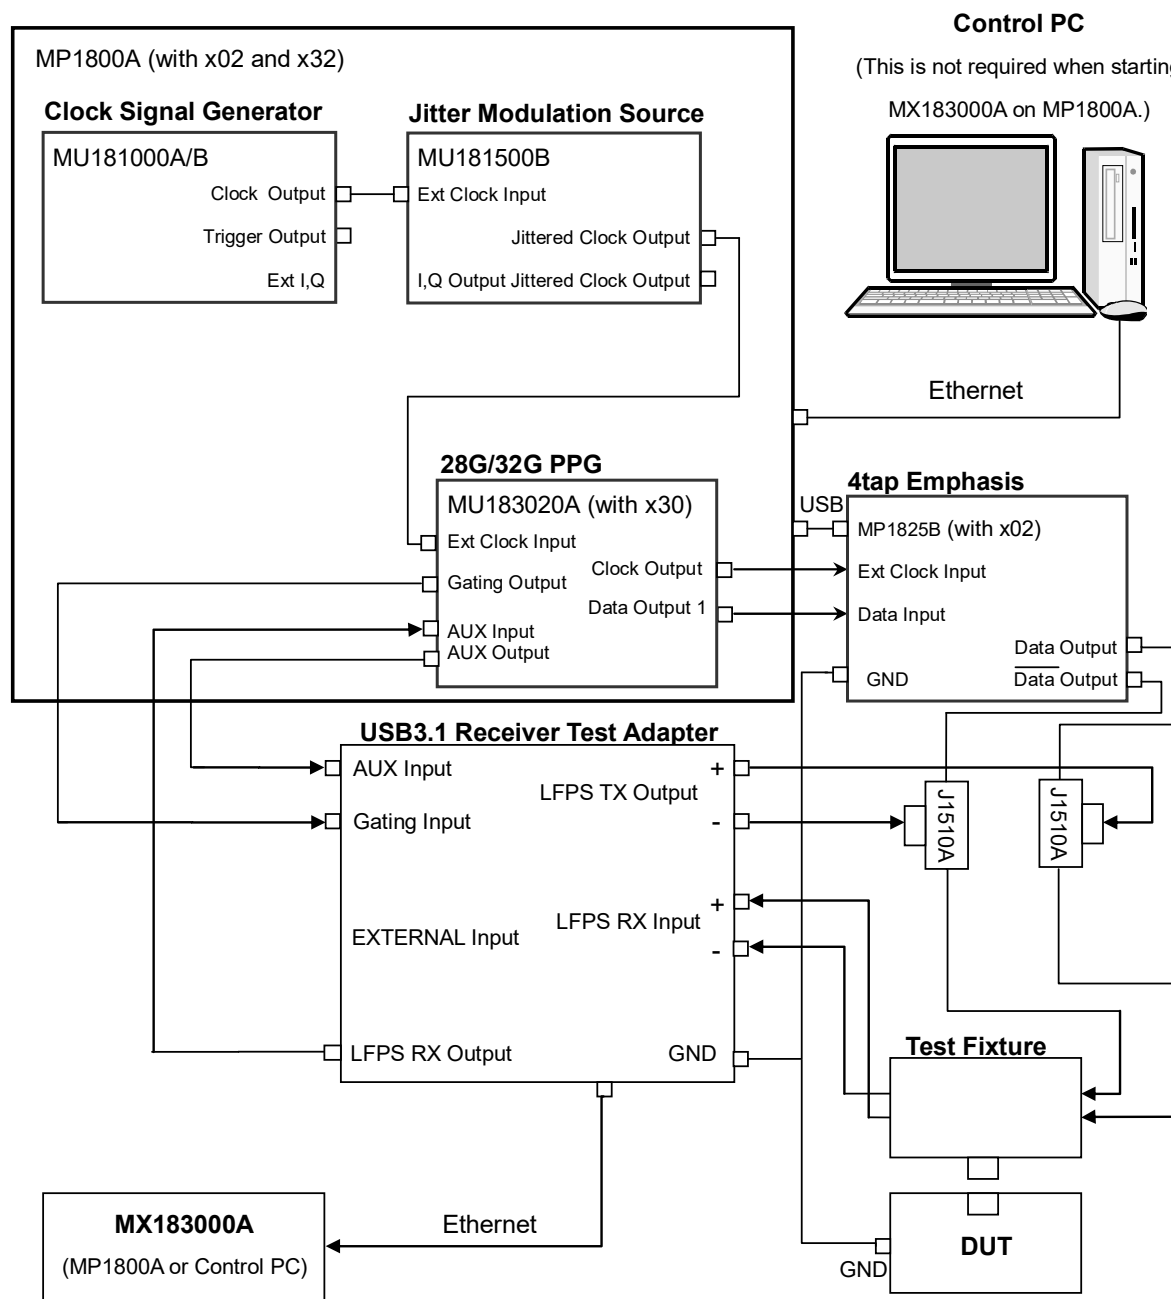 Control PC
(This is not required when starting
MX183000A on MP1800A.)
MP1800A (with x02 and x32)
Clock Signal Generator
MU181000A/B
Clock Output
Trigger Output
Ext I,Q
Jitter Modulation Source
MU181500B
Ext Clock Input
Jittered Clock Output
I,Q Output Jittered Clock Output
Ethernet
28G/32G PPG
MU183020A (with x30)
Ext Clock Input
Gating Output
AUX Input
AUX Output
Clock Output
Data Output 1
4tap Emphasis
USB
MP1825B (with x02)
Ext Clock Input
Data Input
Data Output
Data Output
GND
USB3.1 Receiver Test Adapter
AUX Input
Gating Input
EXTERNAL Input
LFPS RX Output
+
LFPS TX Output
-
+
LFPS RX Input
-
GND
J1510A
J1510A
Test Fixture
MX183000A
(MP1800A or Control PC)
Ethernet
GND
DUT